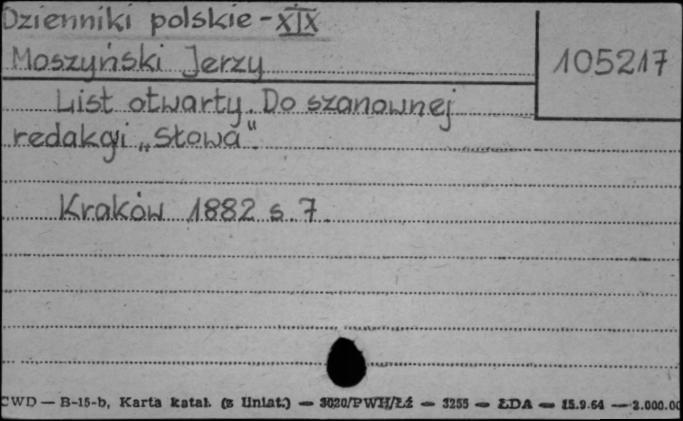 Dzienniki polskie - XIX
Moszyński Jerzy
105217
List otwarty. Do szanownej
redakcji „Słowa".
Kraków 1882 s. 7.
CWD — B-15-b, Karta katal. (z liniat.) — 3020/PWH/Łź — 3255 — ŁDA — 15.9.64 — 2.000.00